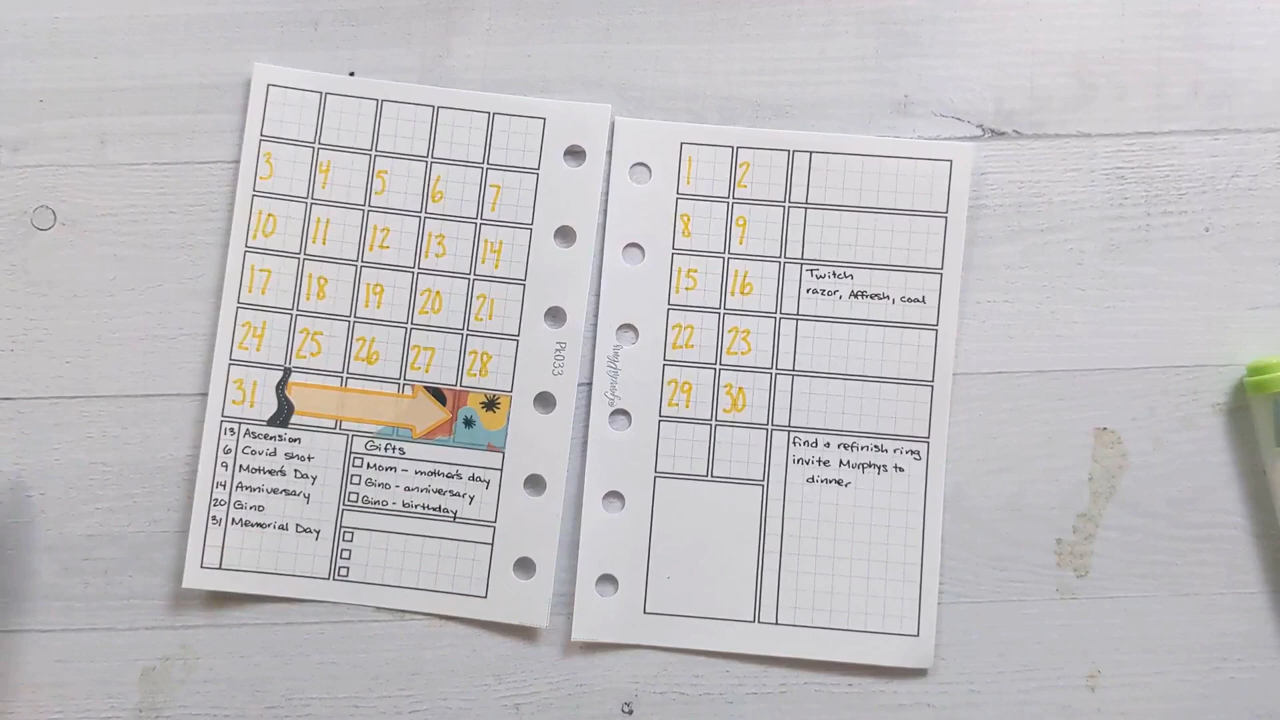 3 4 5 6 7
10 11 12 13 14
17 18 19 20 21
24 25 26 27 28
31
13 Ascension
6 Covid shot
9 Mother's Day
14 Anniversary
20 Gino
31 Memorial Day
Gifts
Mom - mother's day
Gino - anniversary
Gino - birthday
PK033
1 2
8 9
15 16
22 23
29 30
Twitch
razor, Affresh, coal
find & refinish ring
invite Murphys to
dinner